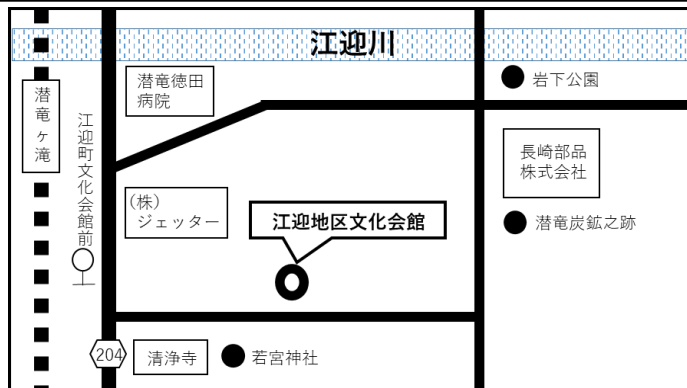 江迎川
潜竜徳田
病院
岩下公園
潜竜ヶ滝
江迎町文化会館前
長崎部品
株式会社
(株)
ジェッター
江迎地区文化会館
潜竜炭鉱之跡
204
清浄寺
若宮神社